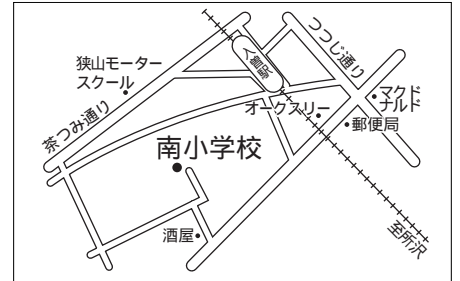 狭山モーター
スクール
茶つみ通り
入曽駅
つつじ通り
マクド
ナルド
オークスリー
郵便局
南小学校
酒屋
至所沢